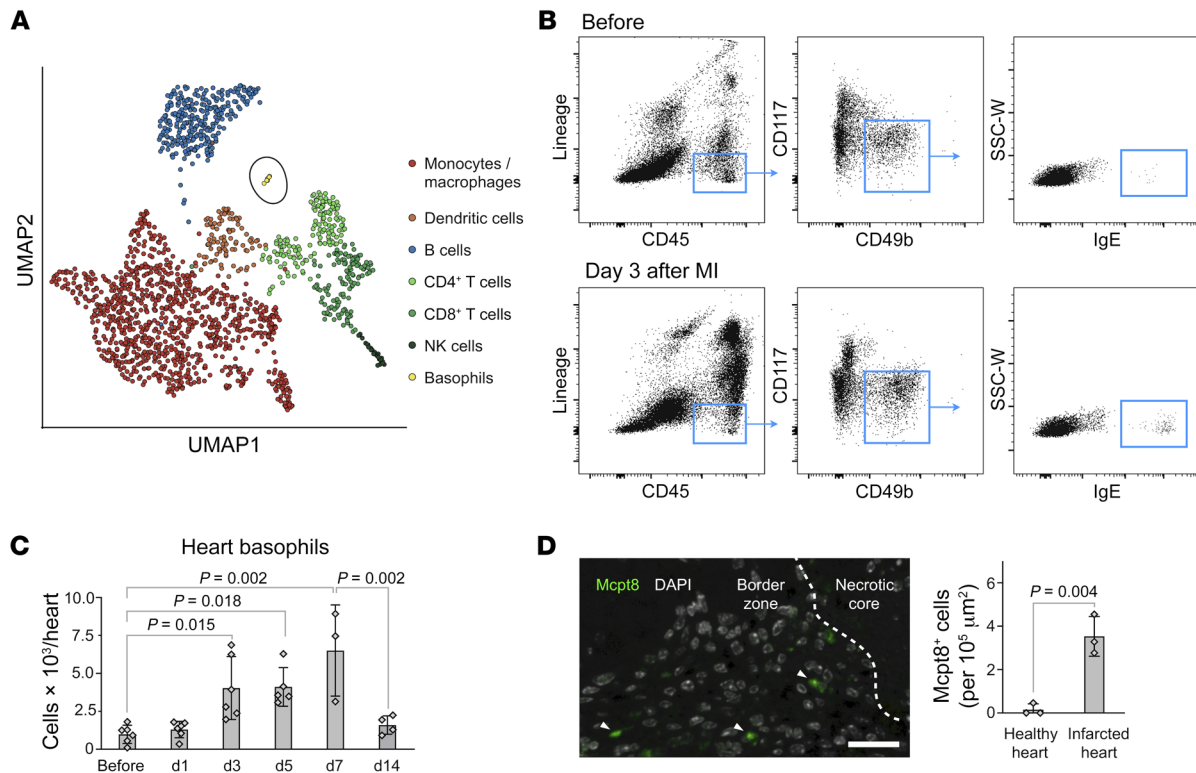 A
UMAP2
UMAP1
Monocytes /
macrophages
Dendritic cells
B cells
CD4⁺ T cells
CD8⁺ T cells
NK cells
Basophils
B
Before
Lineage
CD45
CD117
CD49b
SSC-W
IgE
Day 3 after MI
Lineage
CD45
CD117
CD49b
SSC-W
IgE
C
Heart basophils
P = 0.002
P = 0.002
P = 0.018
P = 0.015
Cells × 10³/heart
10.0
7.5
5.0
2.5
0
Before d1 d3 d5 d7 d14
D
Mcpt8 DAPI Border
zone
Necrotic
core
Mcpt8⁺ cells
(per 10⁵ μm²)
P = 0.004
6
4
2
0
Healthy
heart
Infarcted
heart